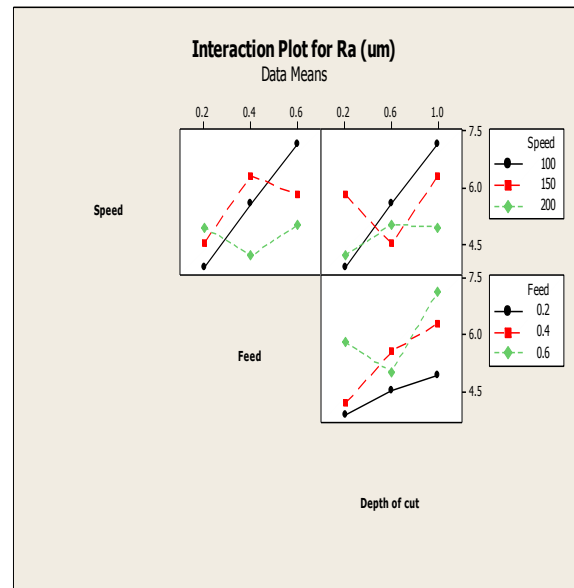 Interaction Plot for Ra (um)
Data Means
0.2 0.4 0.6 0.2 0.6 1.0
Speed
7.5
6.0
4.5
Speed
100
150
200
Feed
7.5
6.0
4.5
Feed
0.2
0.4
0.6
Depth of cut